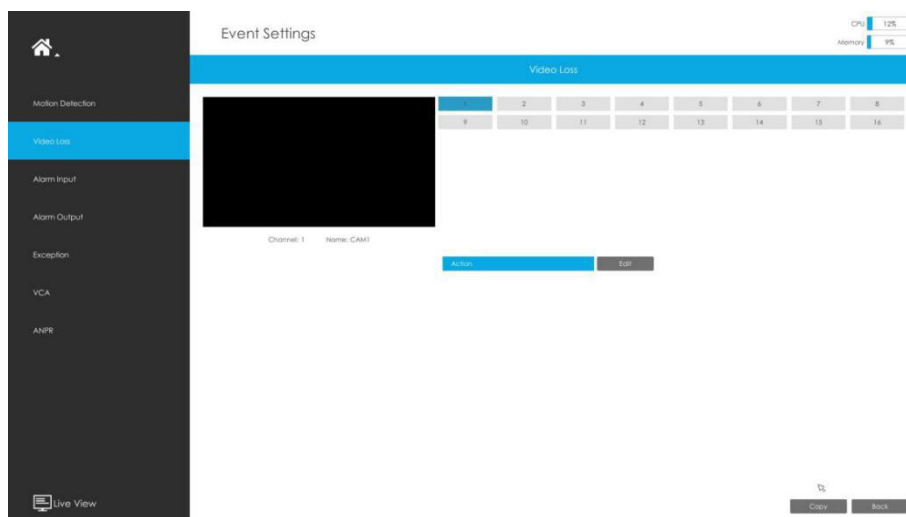 Event Settings
CPU 12%
Memory 9%
Video Loss
Motion Detection
Video Loss
Alarm Input
Alarm Output
Exception
VCA
ANPR
Live View
1 2 3 4 5 6 7 8
9 10 11 12 13 14 15 16
Channel: 1 Name: CAM1
Action Edit
Copy Back